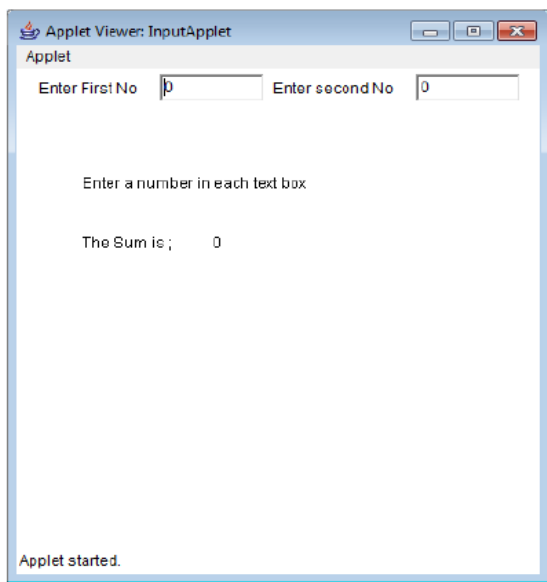 Applet Viewer: InputApplet
Applet
Enter First No 0 Enter second No 0
Enter a number in each text box
The Sum is ; 0
Applet started.